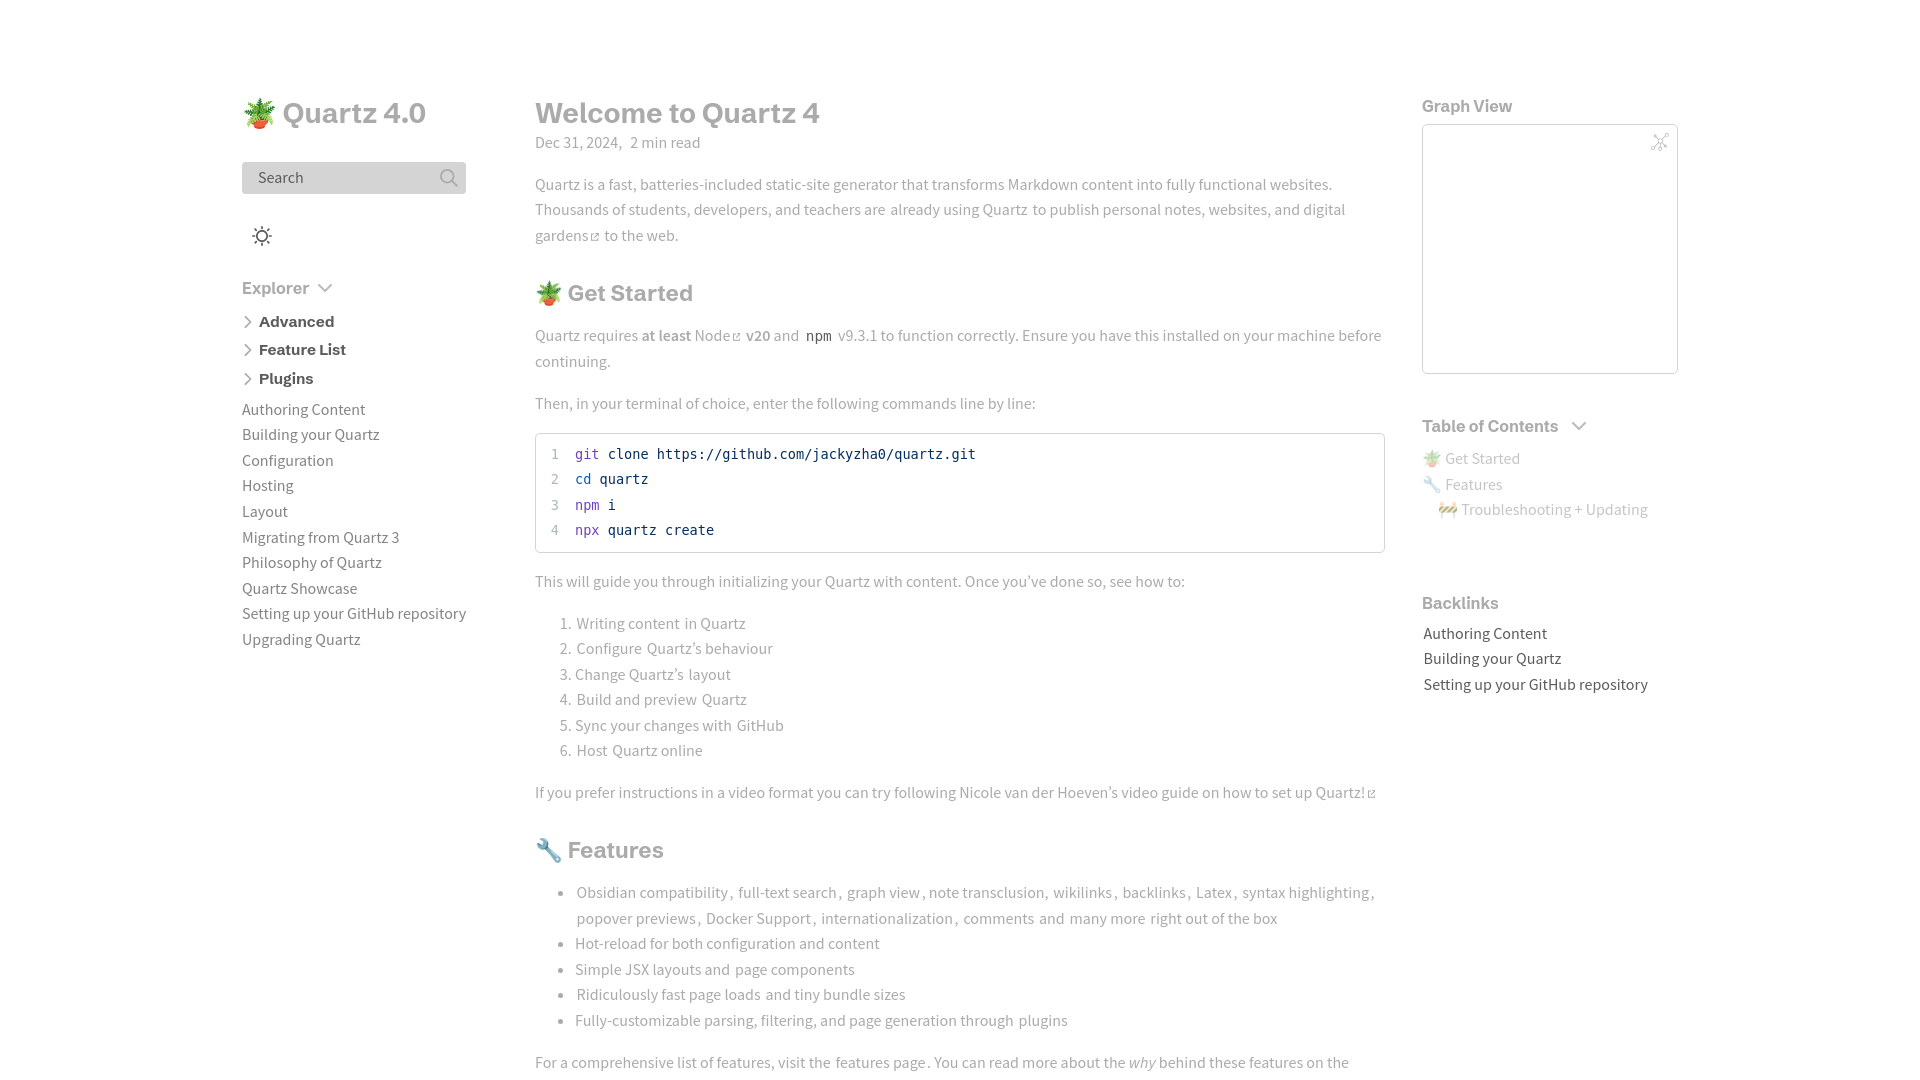 🪴 Quartz 4.0
Search
Explorer
Advanced
Feature List
Plugins
Authoring Content
Building your Quartz
Configuration
Hosting
Layout
Migrating from Quartz 3
Philosophy of Quartz
Quartz Showcase
Setting up your GitHub repository
Upgrading Quartz
Welcome to Quartz 4
Dec 31, 2024, 2 min read
Quartz is a fast, batteries-included static-site generator that transforms Markdown content into fully functional websites.
Thousands of students, developers, and teachers are already using Quartz to publish personal notes, websites, and digital
gardens to the web.
🪴 Get Started
Quartz requires at least Node v20 and npm v9.3.1 to function correctly. Ensure you have this installed on your machine before
continuing.
Then, in your terminal of choice, enter the following commands line by line:
1 git clone https://github.com/jackyzha0/quartz.git
2 cd quartz
3 npm i
4 npx quartz create
This will guide you through initializing your Quartz with content. Once you’ve done so, see how to:
1. Writing content in Quartz
2. Configure Quartz’s behaviour
3. Change Quartz’s layout
4. Build and preview Quartz
5. Sync your changes with GitHub
6. Host Quartz online
If you prefer instructions in a video format you can try following Nicole van der Hoeven’s video guide on how to set up Quartz!
🔧 Features
• Obsidian compatibility, full-text search, graph view, note transclusion, wikilinks, backlinks, Latex, syntax highlighting,
popover previews, Docker Support, internationalization, comments and many more right out of the box
• Hot-reload for both configuration and content
• Simple JSX layouts and page components
• Ridiculously fast page loads and tiny bundle sizes
• Fully-customizable parsing, filtering, and page generation through plugins
For a comprehensive list of features, visit the features page. You can read more about the why behind these features on the
Graph View
Table of Contents
🪴 Get Started
🔧 Features
🚧 Troubleshooting + Updating
Backlinks
Authoring Content
Building your Quartz
Setting up your GitHub repository